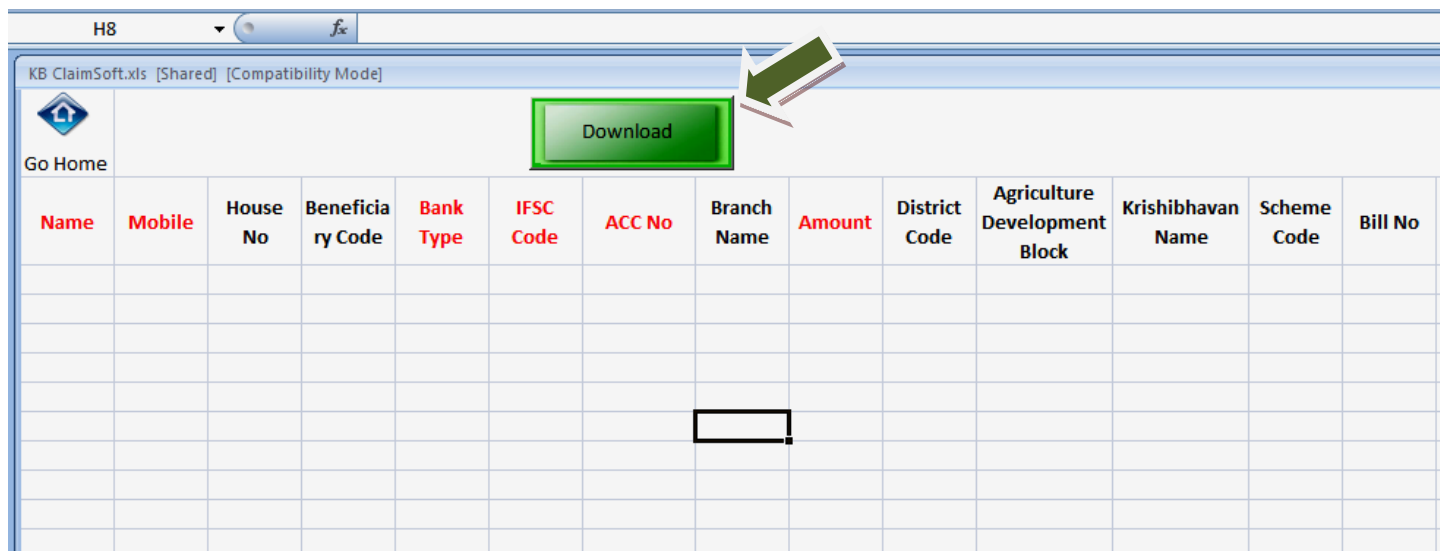 H8 fx
KB ClaimSoft.xls [Shared] [Compatibility Mode]
Download
Go Home
Name Mobile House No Beneficia ry Code Bank Type IFSC Code ACC No Branch Name Amount District Code Agriculture Development Block Krishibhavan Name Scheme Code Bill No